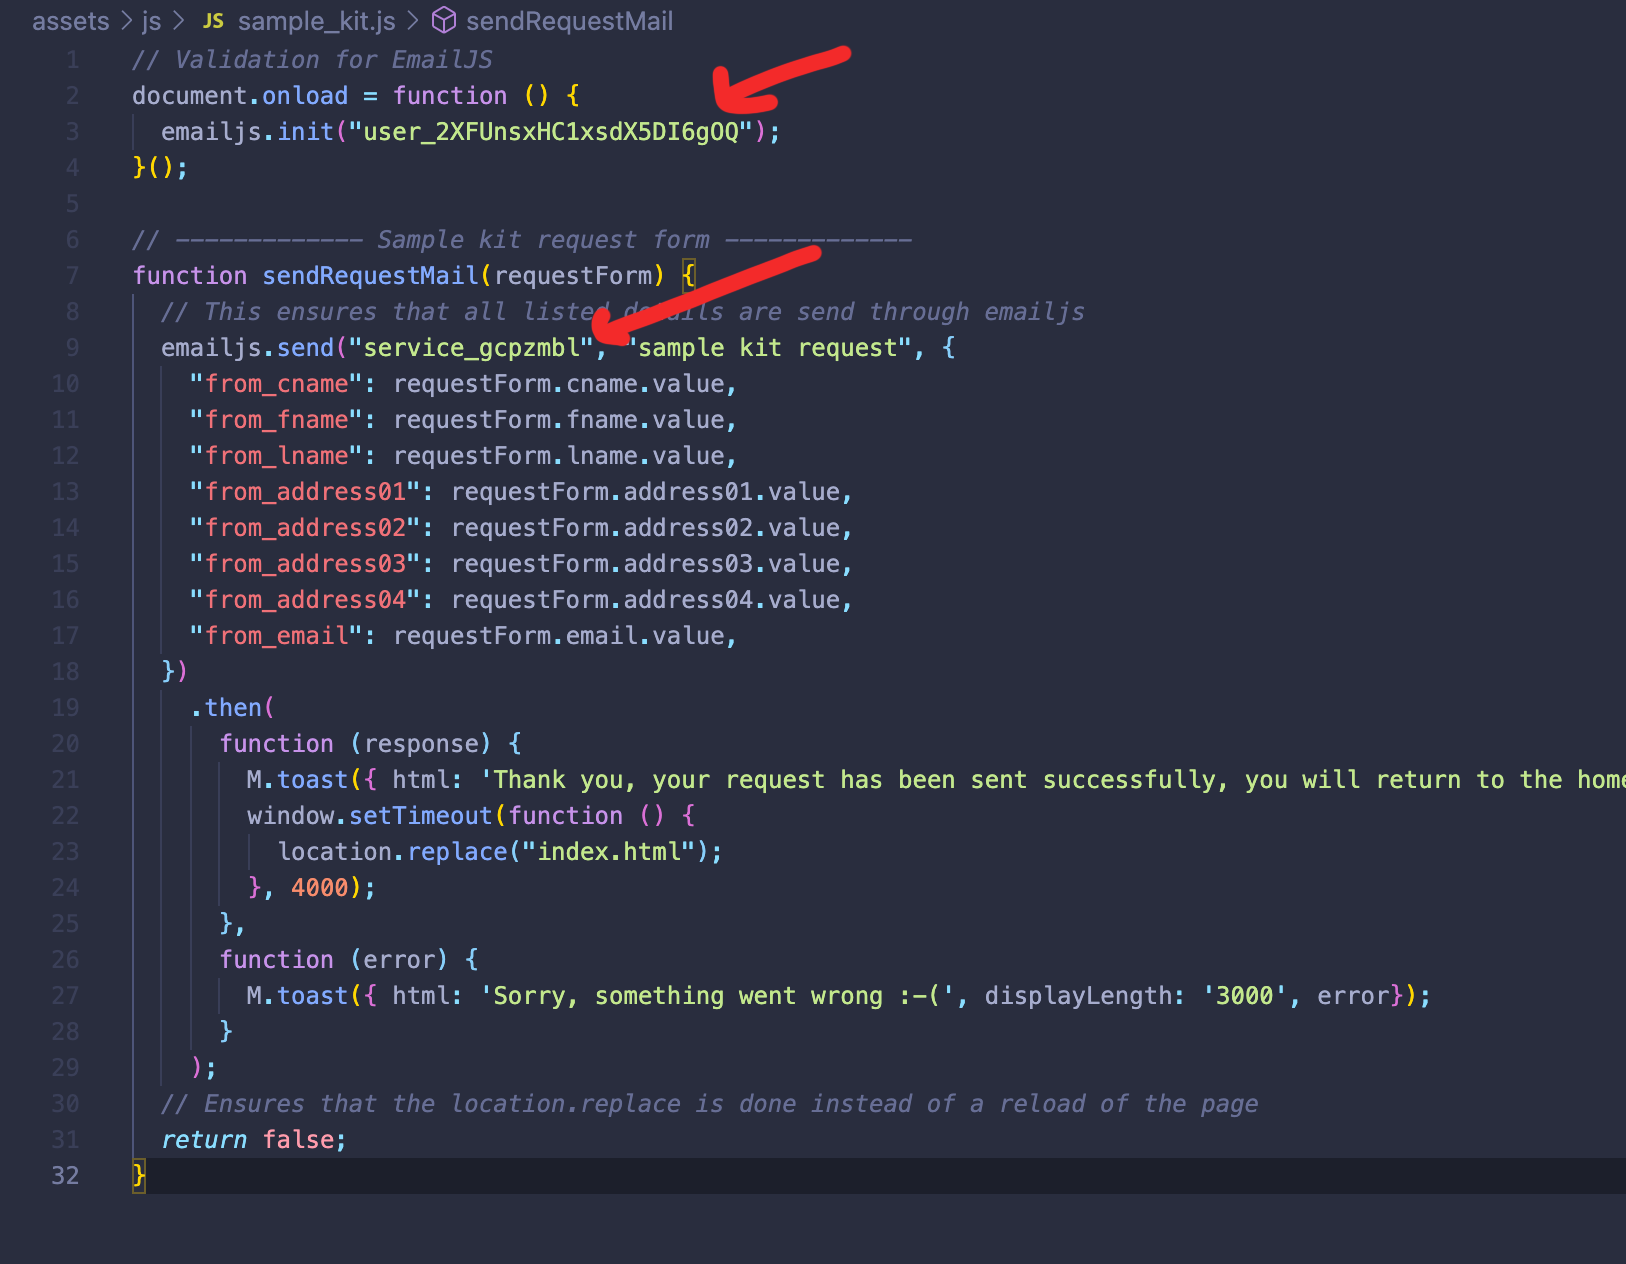 assets > js > JS sample_kit.js > sendRequestMail
1 // Validation for EmailJS
2 document.onload = function () {
3 emailjs.init("user_2XFUnsxHC1xsdX5DI6gOQ");
4 }();
5
6 // ------------- Sample kit request form -------------
7 function sendRequestMail(requestForm) {
8 // This ensures that all listed details are send through emailjs
9 emailjs.send("service_gcpzmbl", "sample kit request", {
10 "from_cname": requestForm.cname.value,
11 "from_fname": requestForm.fname.value,
12 "from_lname": requestForm.lname.value,
13 "from_address01": requestForm.address01.value,
14 "from_address02": requestForm.address02.value,
15 "from_address03": requestForm.address03.value,
16 "from_address04": requestForm.address04.value,
17 "from_email": requestForm.email.value,
18 })
19 .then(
20 function (response) {
21 M.toast({ html: 'Thank you, your request has been sent successfully, you will return to the home
22 window.setTimeout(function () {
23 location.replace("index.html");
24 }, 4000);
25 },
26 function (error) {
27 M.toast({ html: 'Sorry, something went wrong :-(', displayLength: '3000', error});
28 }
29 );
30 // Ensures that the location.replace is done instead of a reload of the page
31 return false;
32 }